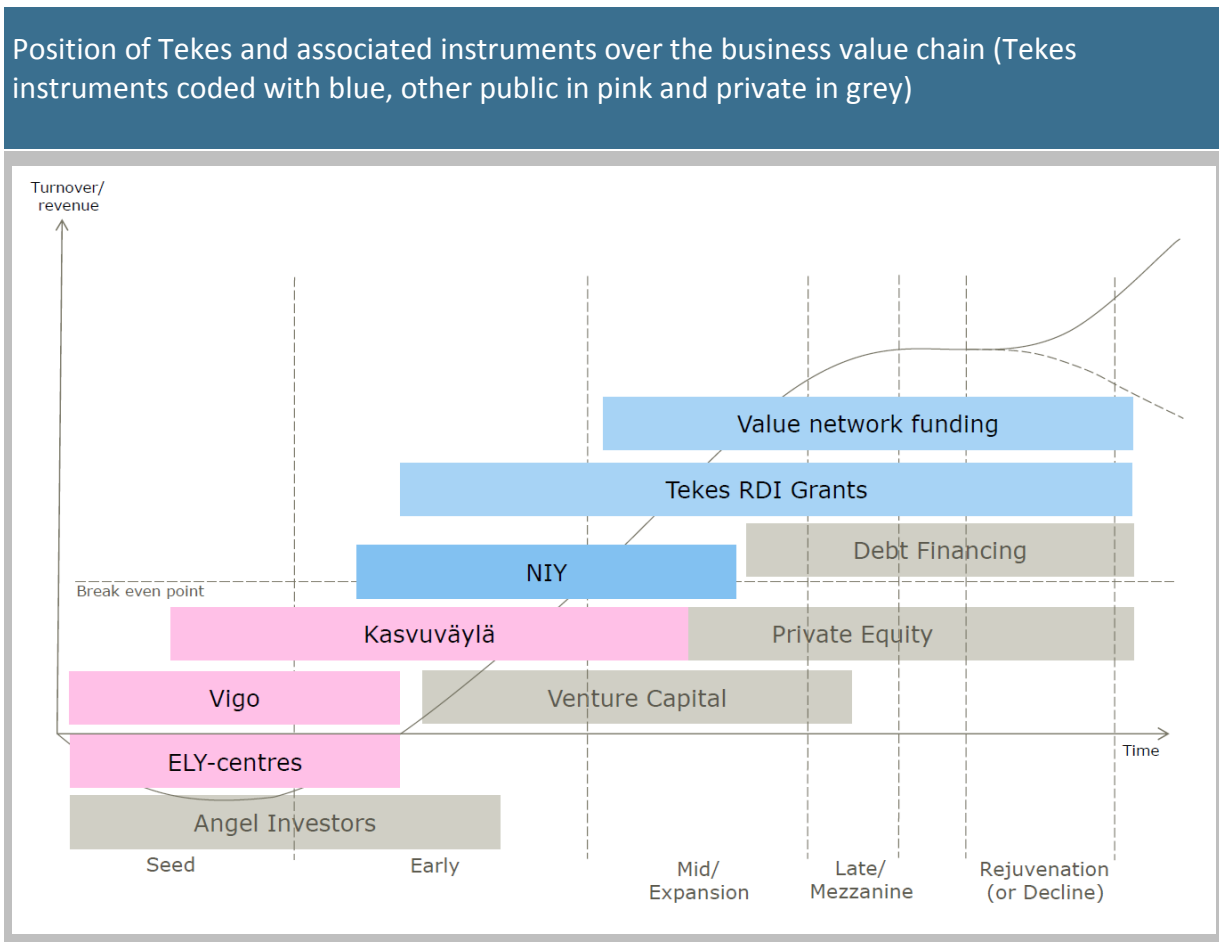 Position of Tekes and associated instruments over the business value chain (Tekes
instruments coded with blue, other public in pink and private in grey)
Turnover/
revenue
Value network funding
Tekes RDI Grants
Debt Financing
NIY
Break even point
Kasvuväylä
Private Equity
Vigo
Venture Capital
Time
ELY-centres
Angel Investors
Seed
Early
Mid/
Expansion
Late/
Mezzanine
Rejuvenation
(or Decline)